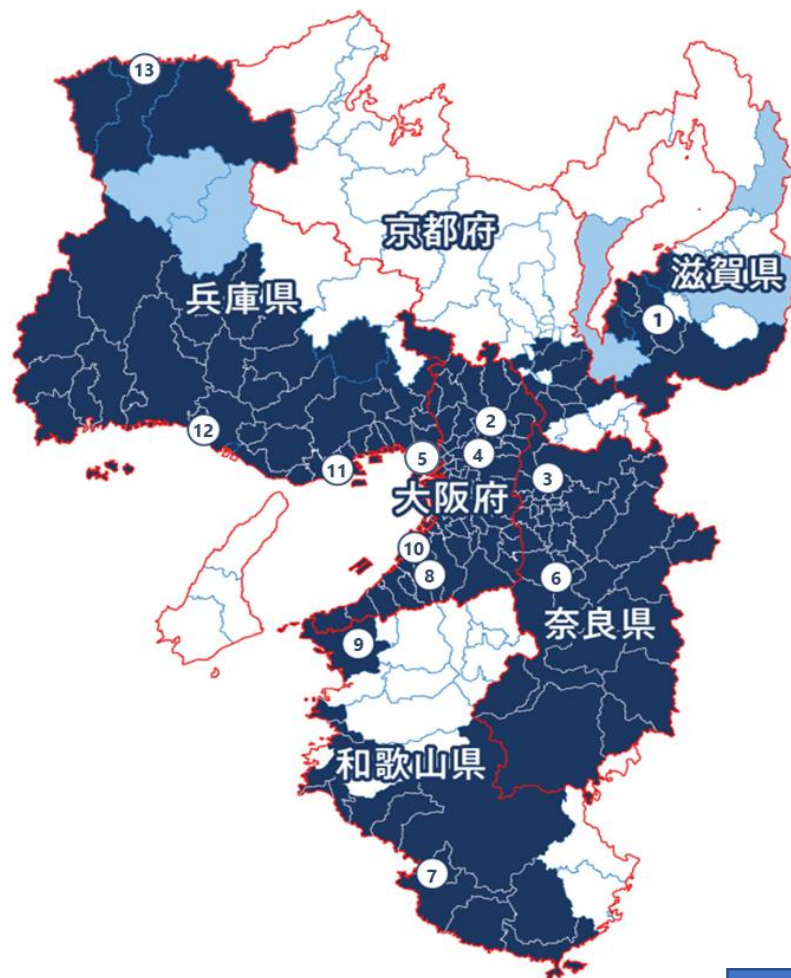 ⑬
京都府
滋賀県
兵庫県
①
②
⑫
④
⑤
⑪
③
大阪府
⑩
⑧
⑥
奈良県
⑨
和歌山県
⑦